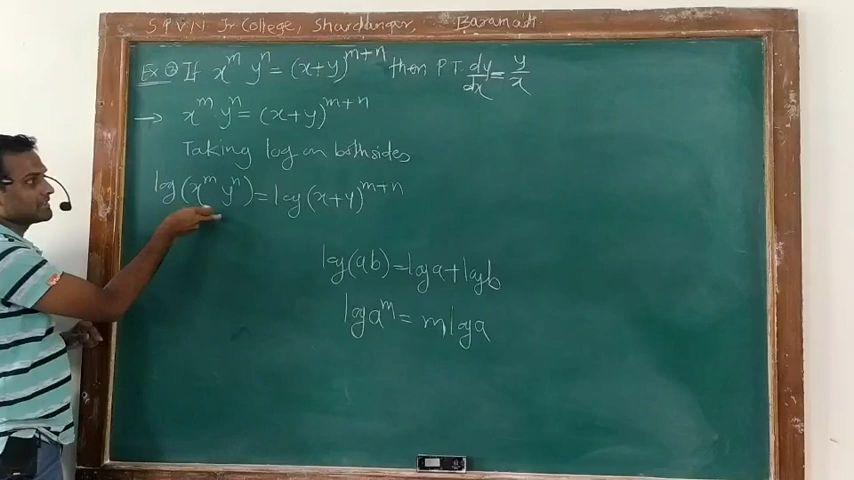 S.P.V.N Jr College, Shardanagar, Baramati
Ex ② If x^m y^n = (x+y)^{m+n} then P.T. dy/dx = y/x
→ x^m · y^n = (x+y)^{m+n}
Taking log on bothsides
log(x^m y^n) = log(x+y)^{m+n}
log(ab) = loga + logb
loga^m = m loga